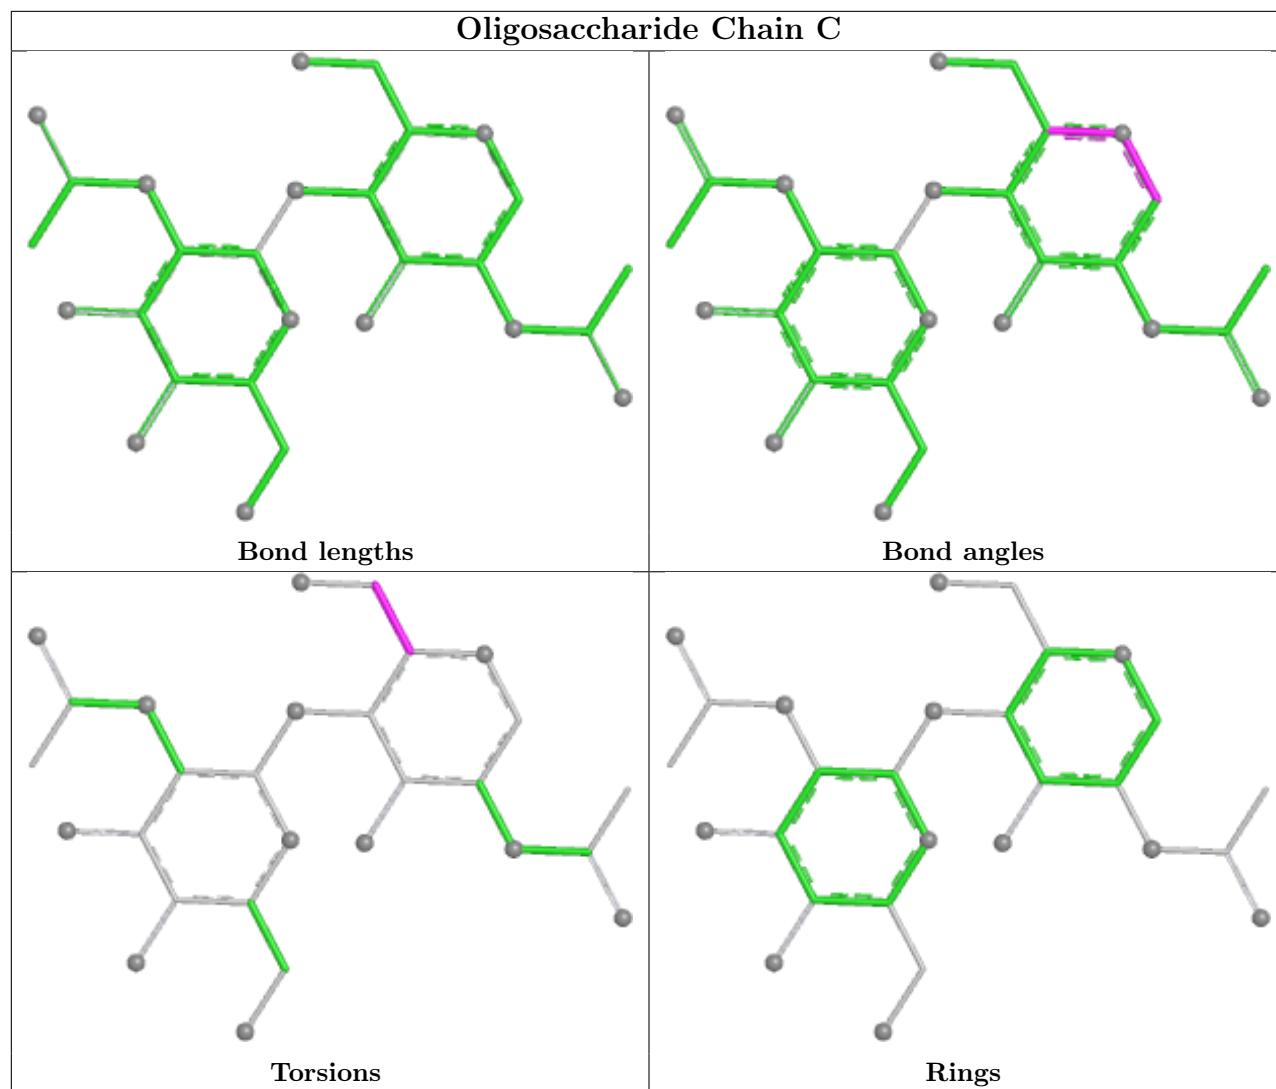 Oligosaccharide Chain C
Bond lengths
Bond angles
Torsions
Rings